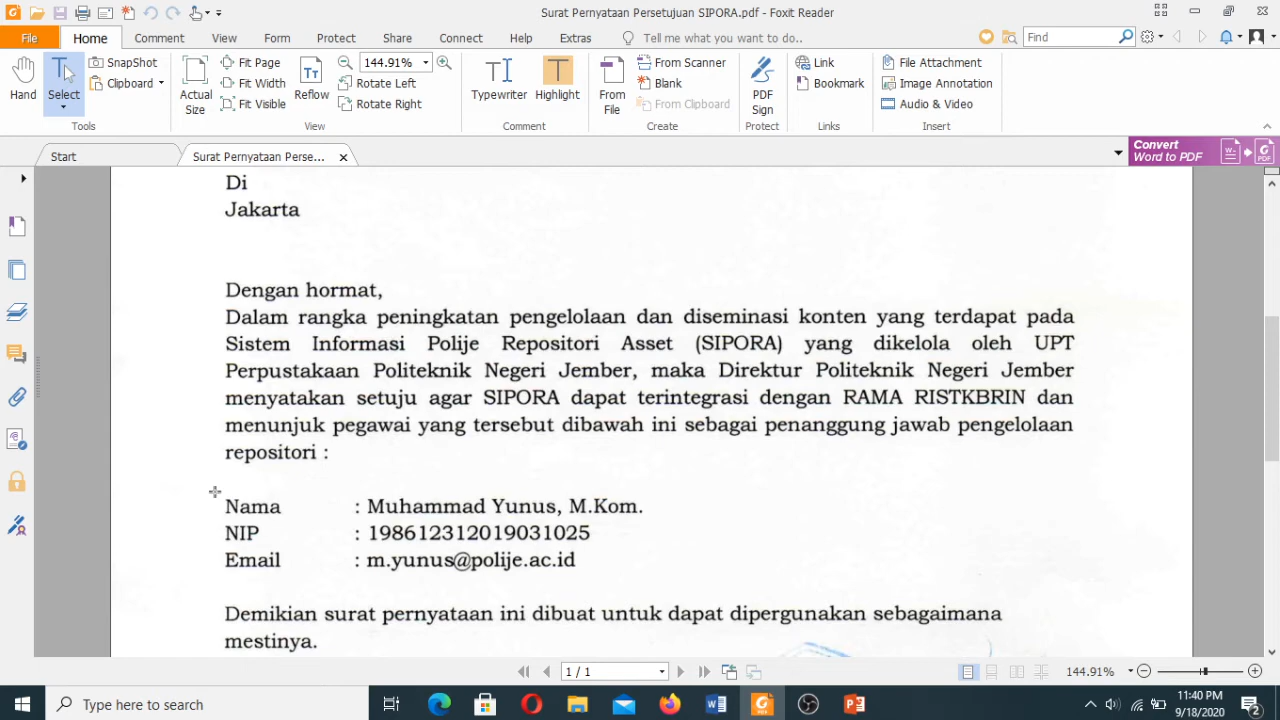 Surat Pernyataan Persetujuan SIPORA.pdf - Foxit Reader
File Home Comment View Form Protect Share Connect Help Extras Tell me what you want to do.. Find
Hand
Select
SnapShot
Clipboard
Tools
Actual Size
Fit Page
Fit Width
Fit Visible
Reflow
144.91%
Rotate Left
Rotate Right
View
Typewriter
Highlight
Comment
From File
From Scanner
Blank
From Clipboard
Create
PDF Sign
Protect
Link
Bookmark
Links
File Attachment
Image Annotation
Audio & Video
Insert
Start
Surat Pernyataan Perse...
Convert
Word to PDF
Di
Jakarta
Dengan hormat,
Dalam rangka peningkatan pengelolaan dan diseminasi konten yang terdapat pada
Sistem Informasi Polije Repositori Asset (SIPORA) yang dikelola oleh UPT
Perpustakaan Politeknik Negeri Jember, maka Direktur Politeknik Negeri Jember
menyatakan setuju agar SIPORA dapat terintegrasi dengan RAMA RISTKBRIN dan
menunjuk pegawai yang tersebut dibawah ini sebagai penanggung jawab pengelolaan
repositori :
Nama : Muhammad Yunus, M.Kom.
NIP : 198612312019031025
Email : m.yunus@polije.ac.id
Demikian surat pernyataan ini dibuat untuk dapat dipergunakan sebagaimana
mestinya.
1 / 1
144.91%
Type here to search
11:40 PM
9/18/2020
2